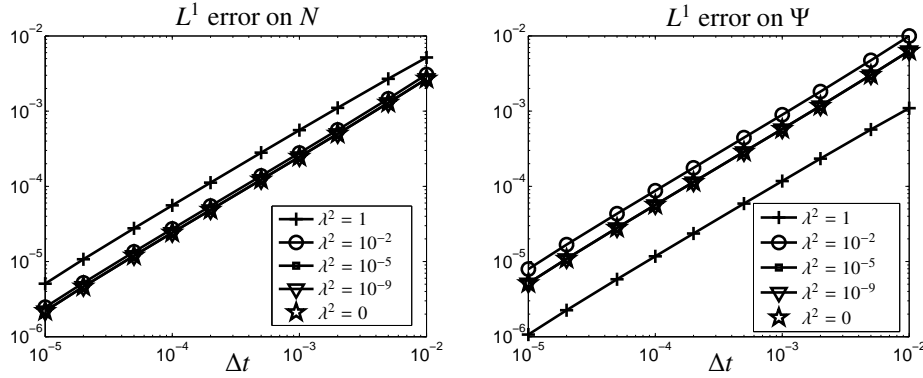 L¹ error on N
10⁻²
10⁻³
10⁻⁴
10⁻⁵
10⁻⁶
10⁻⁵ 10⁻⁴ 10⁻³ 10⁻²
Δt
λ² = 1
λ² = 10⁻²
λ² = 10⁻⁵
λ² = 10⁻⁹
λ² = 0
L¹ error on Ψ
10⁻²
10⁻³
10⁻⁴
10⁻⁵
10⁻⁶
10⁻⁵ 10⁻⁴ 10⁻³ 10⁻²
Δt
λ² = 1
λ² = 10⁻²
λ² = 10⁻⁵
λ² = 10⁻⁹
λ² = 0